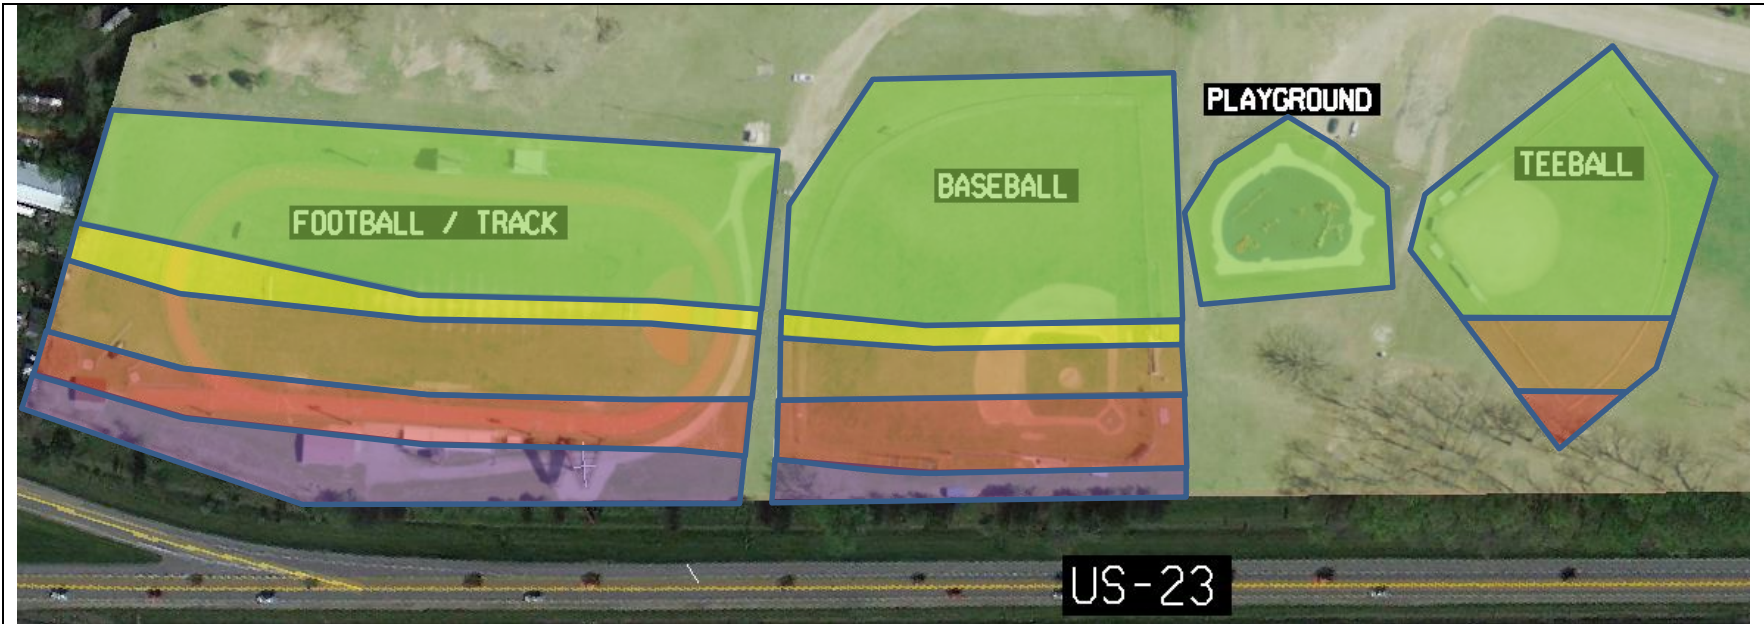 PLAYGROUND
TEEBALL
BASEBALL
FOOTBALL / TRACK
US-23